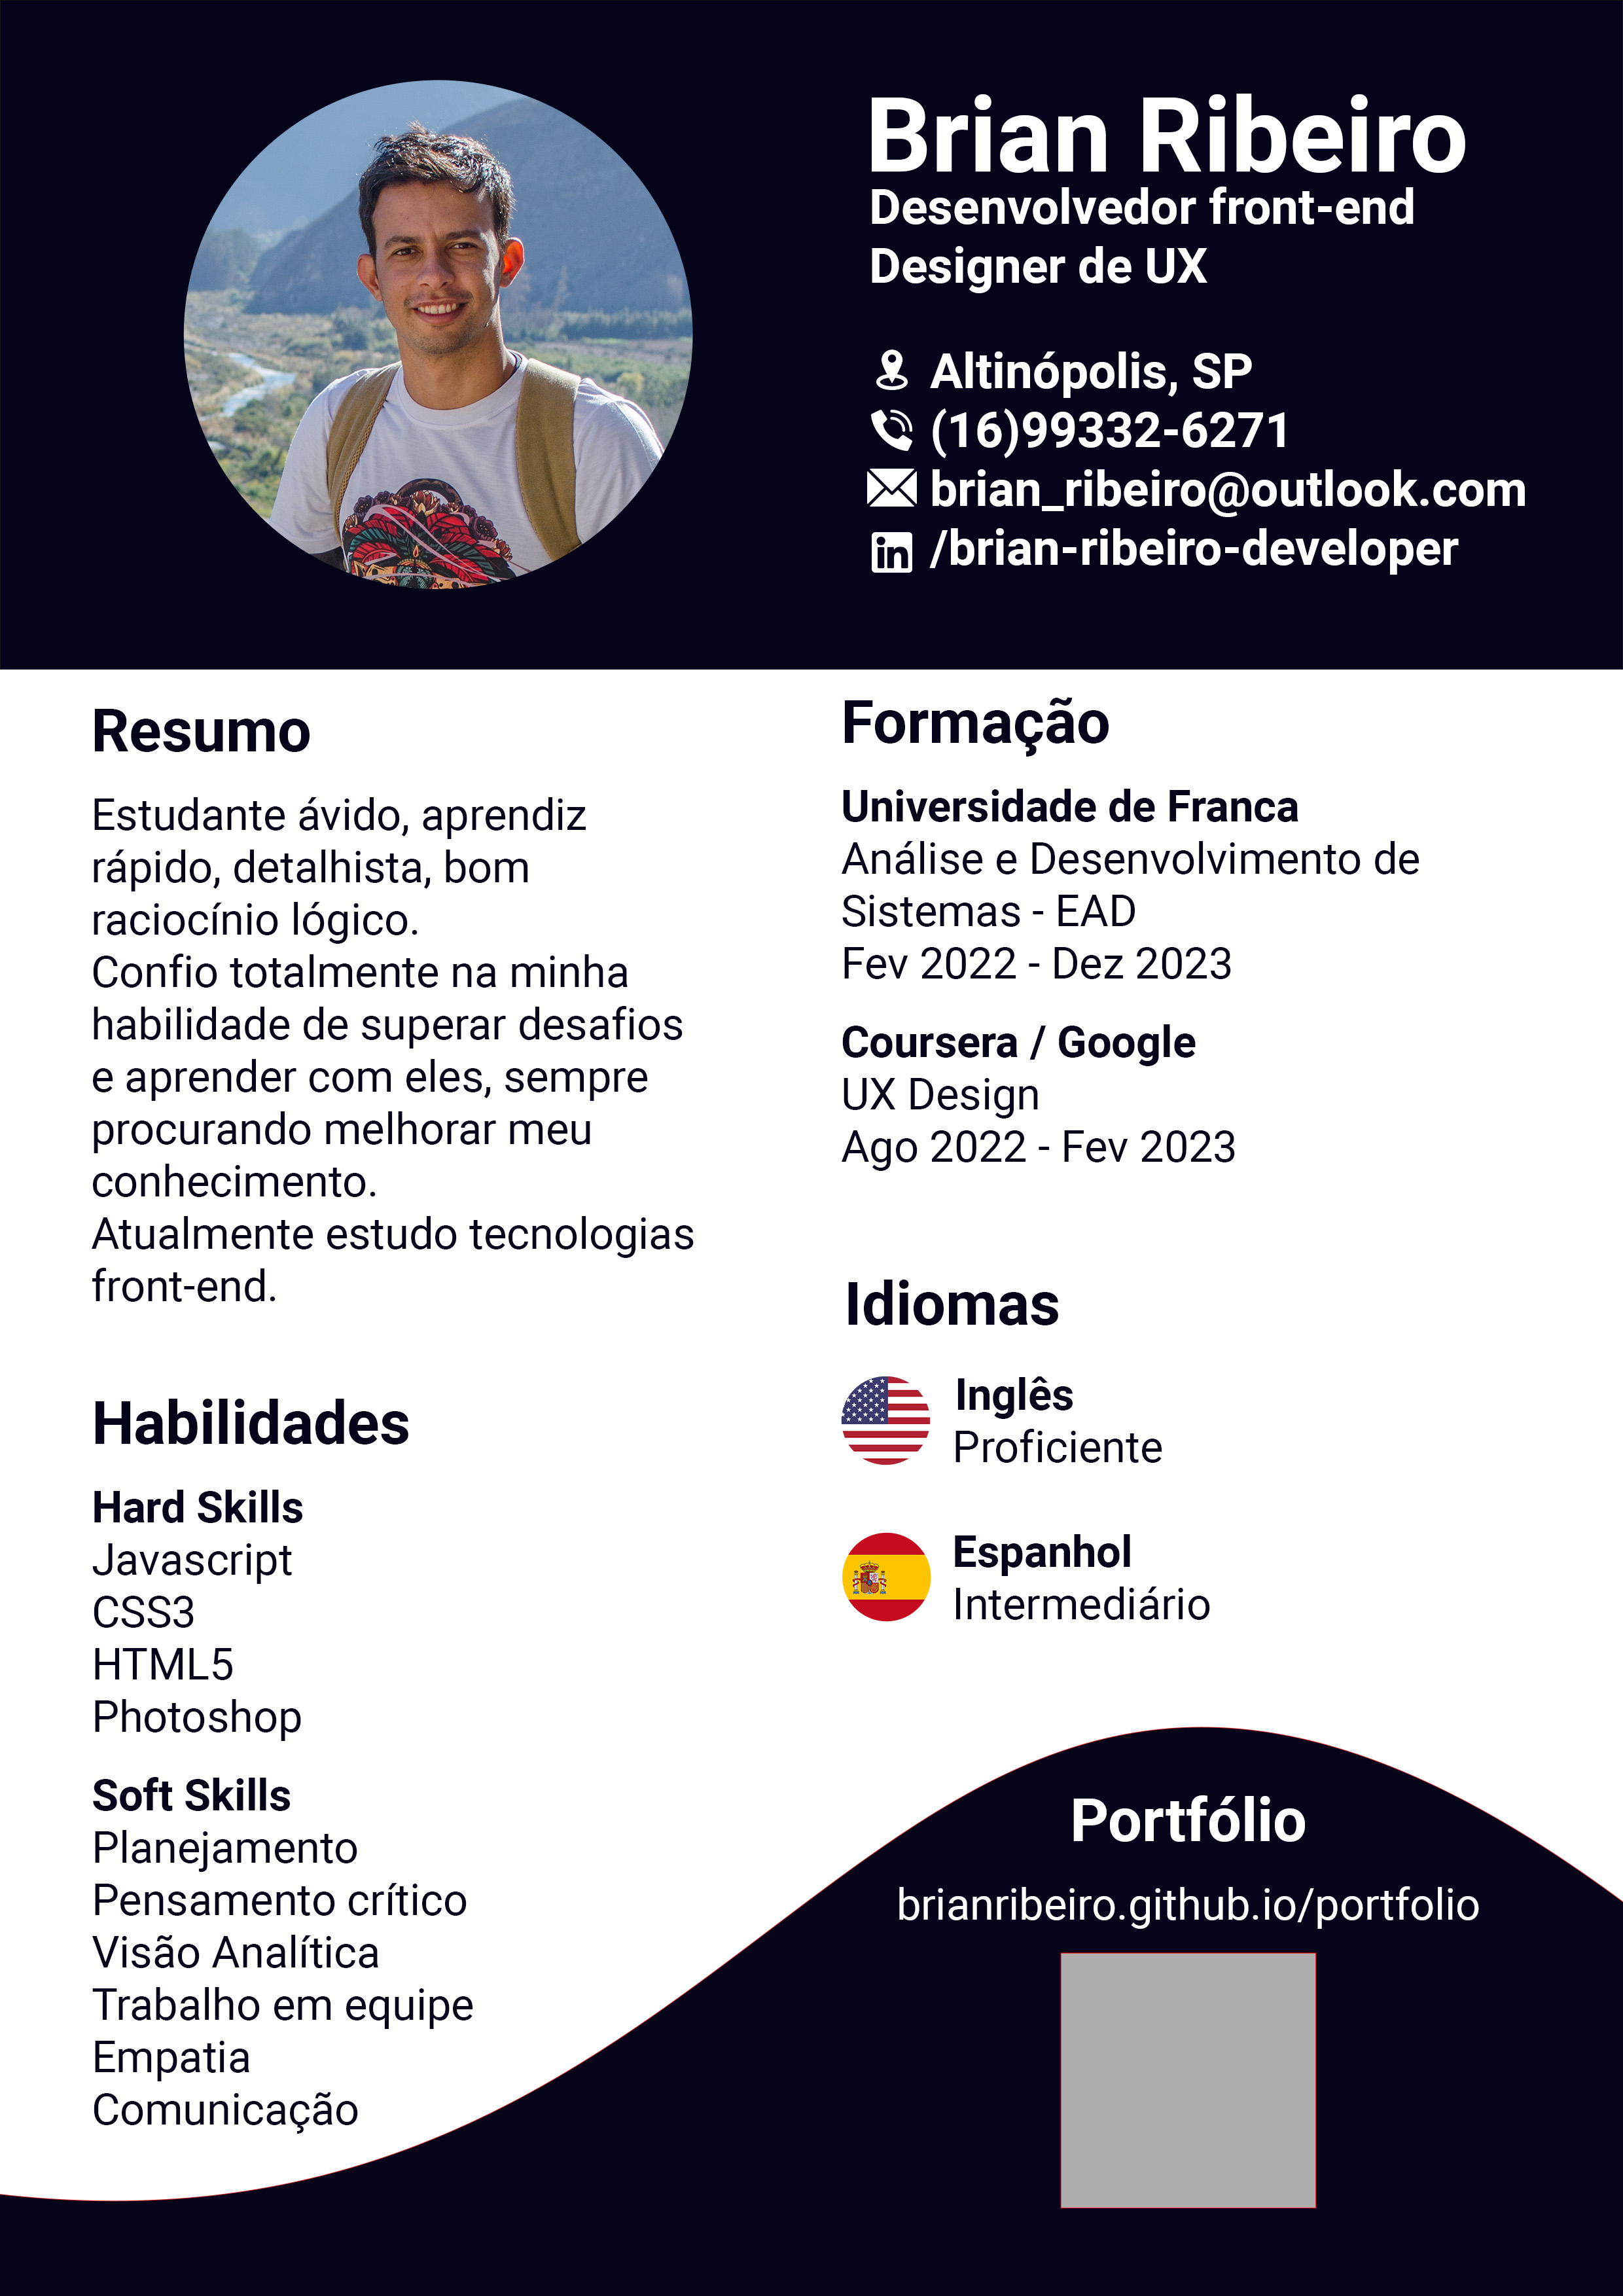 Brian Ribeiro
Desenvolvedor front-end
Designer de UX
Altinópolis, SP
(16)99332-6271
brian_ribeiro@outlook.com
in /brian-ribeiro-developer
Resumo
Estudante ávido, aprendiz
rápido, detalhista, bom
raciocínio lógico.
Confio totalmente na minha
habilidade de superar desafios
e aprender com eles, sempre
procurando melhorar meu
conhecimento.
Atualmente estudo tecnologias
front-end.
Habilidades
Hard Skills
Javascript
CSS3
HTML5
Photoshop
Soft Skills
Planejamento
Pensamento crítico
Visão Analítica
Trabalho em equipe
Empatia
Comunicação
Formação
Universidade de Franca
Análise e Desenvolvimento de
Sistemas - EAD
Fev 2022 - Dez 2023
Coursera / Google
UX Design
Ago 2022 - Fev 2023
Idiomas
Inglês
Proficiente
Espanhol
Intermediário
Portfólio
brianribeiro.github.io/portfolio